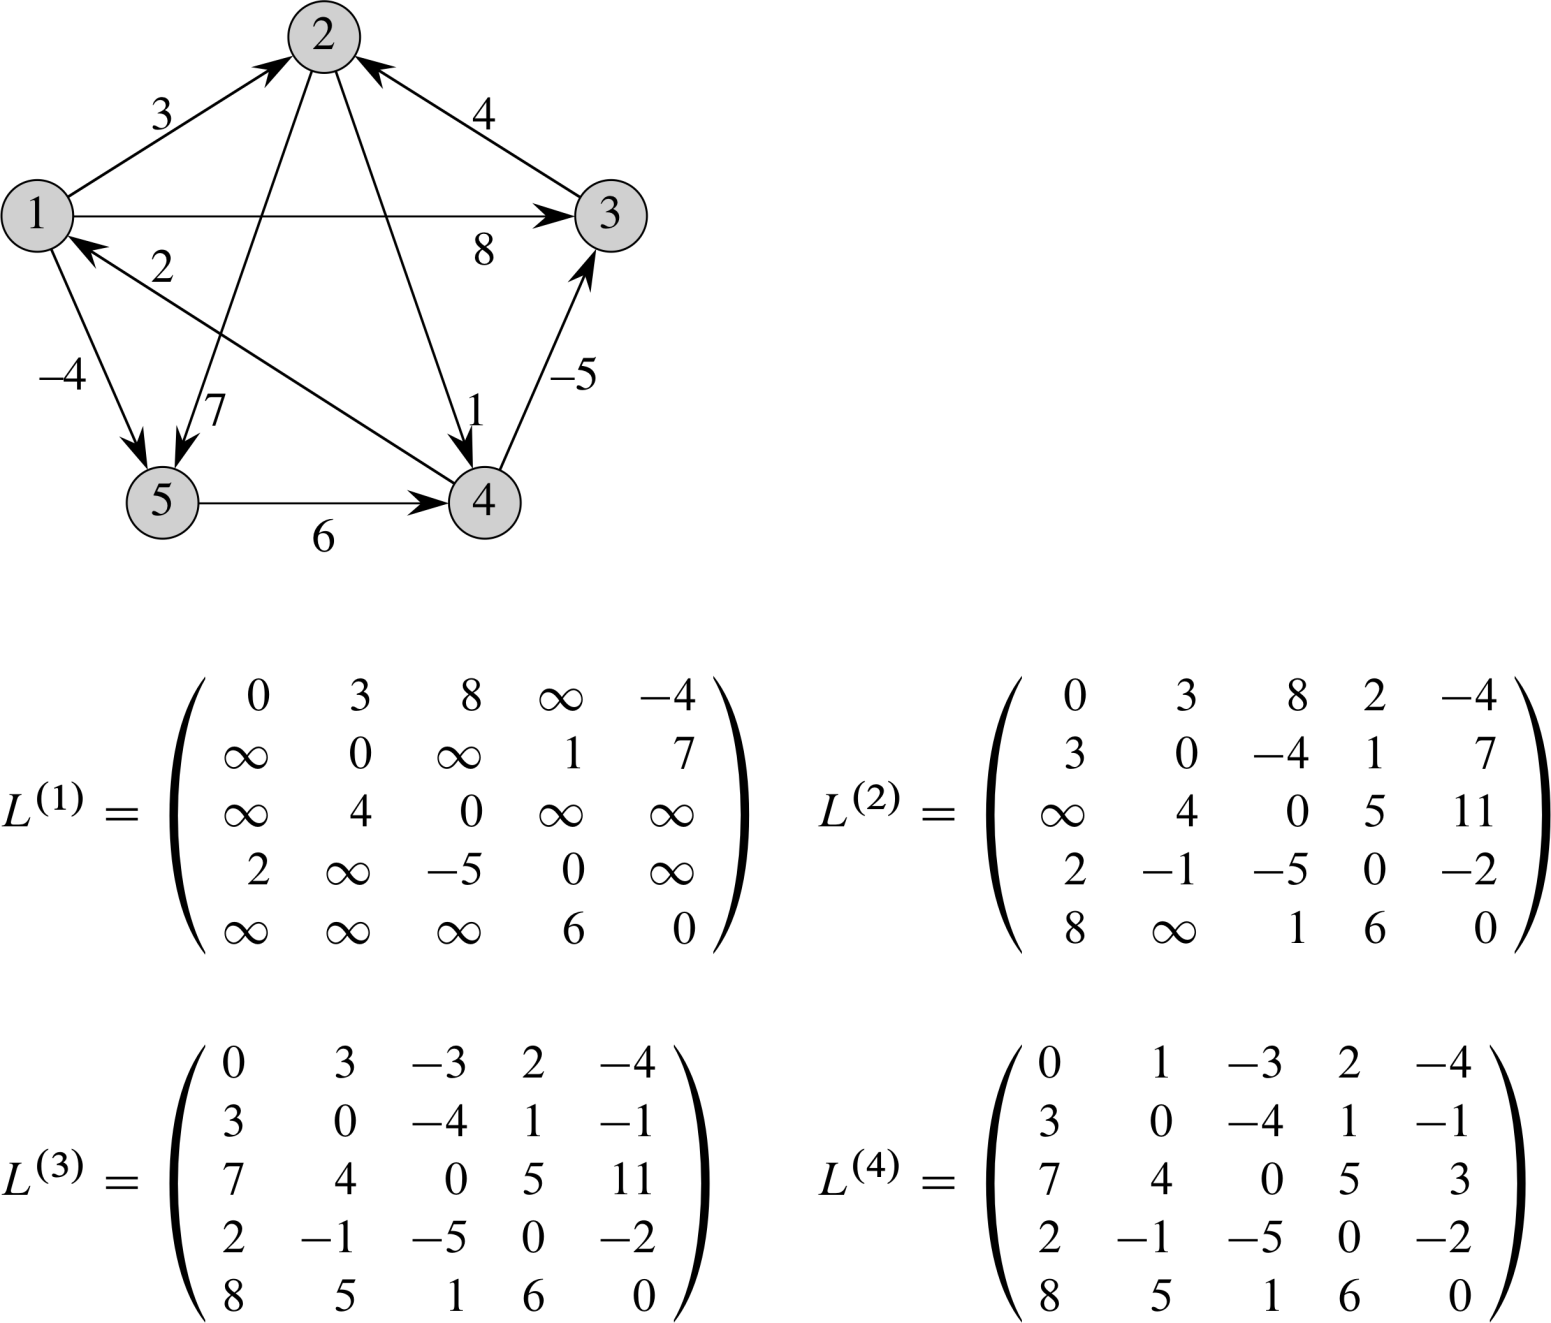 2
3 4
1 3
8
2
–4 –5
7 1
5 4
6
L(1) = ( 0 3 8 ∞ −4
∞ 0 ∞ 1 7
∞ 4 0 ∞ ∞
2 ∞ −5 0 ∞
∞ ∞ ∞ 6 0 )
L(2) = ( 0 3 8 2 −4
3 0 −4 1 7
∞ 4 0 5 11
2 −1 −5 0 −2
8 ∞ 1 6 0 )
L(3) = ( 0 3 −3 2 −4
3 0 −4 1 −1
7 4 0 5 11
2 −1 −5 0 −2
8 5 1 6 0 )
L(4) = ( 0 1 −3 2 −4
3 0 −4 1 −1
7 4 0 5 3
2 −1 −5 0 −2
8 5 1 6 0 )